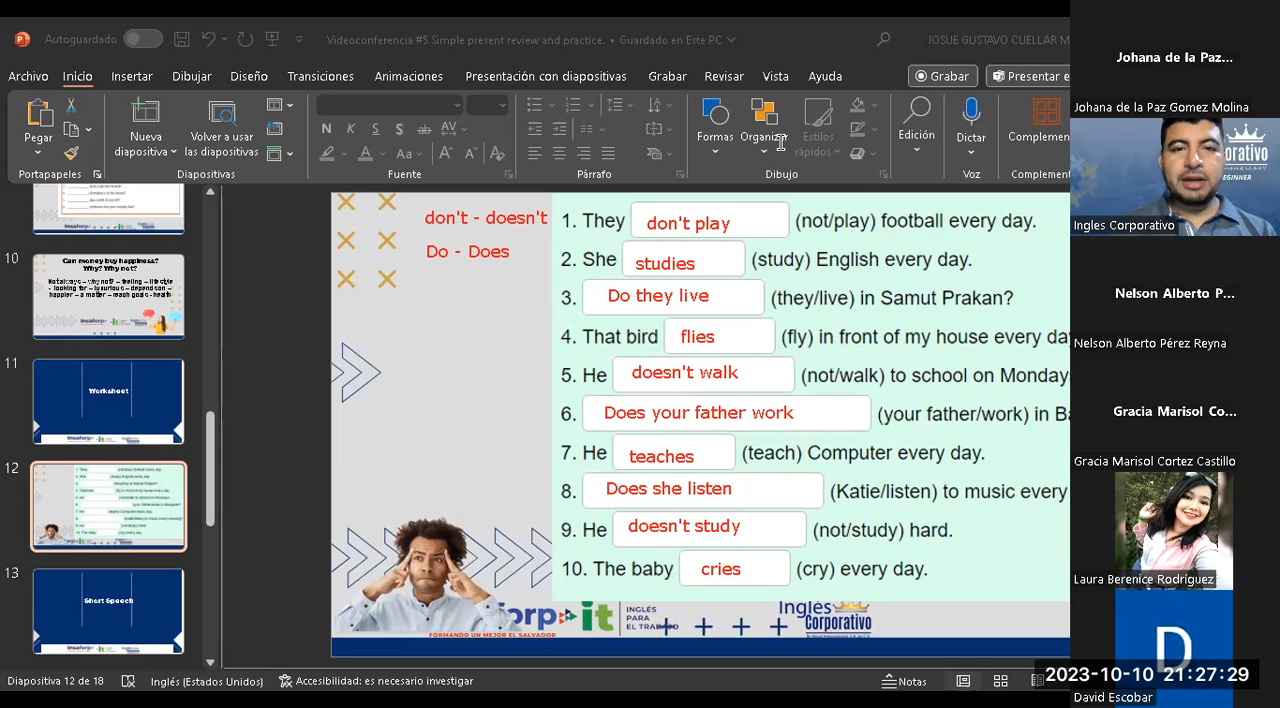 Autoguardado
Videoconferencia #5 Simple present review and practice. • Guardado en Este PC
JOSUE GUSTAVO CUELLAR M
Archivo Inicio Insertar Dibujar Diseño Transiciones Animaciones Presentación con diapositivas Grabar Revisar Vista Ayuda
Grabar
Presentar e
Pegar
Nueva diapositiva
Volver a usar las diapositivas
Formas
Organizar
Estilos rápidos
Edición
Dictar
Complemen
Portapapeles
Diapositivas
Fuente
Párrafo
Dibujo
Voz
Complement
10
Can money buy happiness?
Why? Why not?
11
Worksheet
12
13
Short Speech
don't - doesn't
Do - Does
1. They don't play (not/play) football every day.
2. She studies (study) English every day.
3. Do they live (they/live) in Samut Prakan?
4. That bird flies (fly) in front of my house every da
5. He doesn't walk (not/walk) to school on Monday
6. Does your father work (your father/work) in Ba
7. He teaches (teach) Computer every day.
8. Does she listen Katie/listen) to music every
9. He doesn't study (not/study) hard.
10. The baby cries (cry) every day.
orp it
INGLÉS
PARA
EL TRABAJO
Ingles
Corporativo
FORMANDO UN MEJOR EL SALVADOR
Diapositiva 12 de 18
Inglés (Estados Unidos)
Accesibilidad: es necesario investigar
Notas
Johana de la Paz...
Johana de la Paz Gomez Molina
orativo
EGINNER
Ingles Corporativo
Nelson Alberto P...
Nelson Alberto Pérez Reyna
Gracia Marisol Co...
Gracia Marisol Cortez Castillo
Laura Berenice Rodríguez
D
2023-10-10 21:27:29
David Escobar